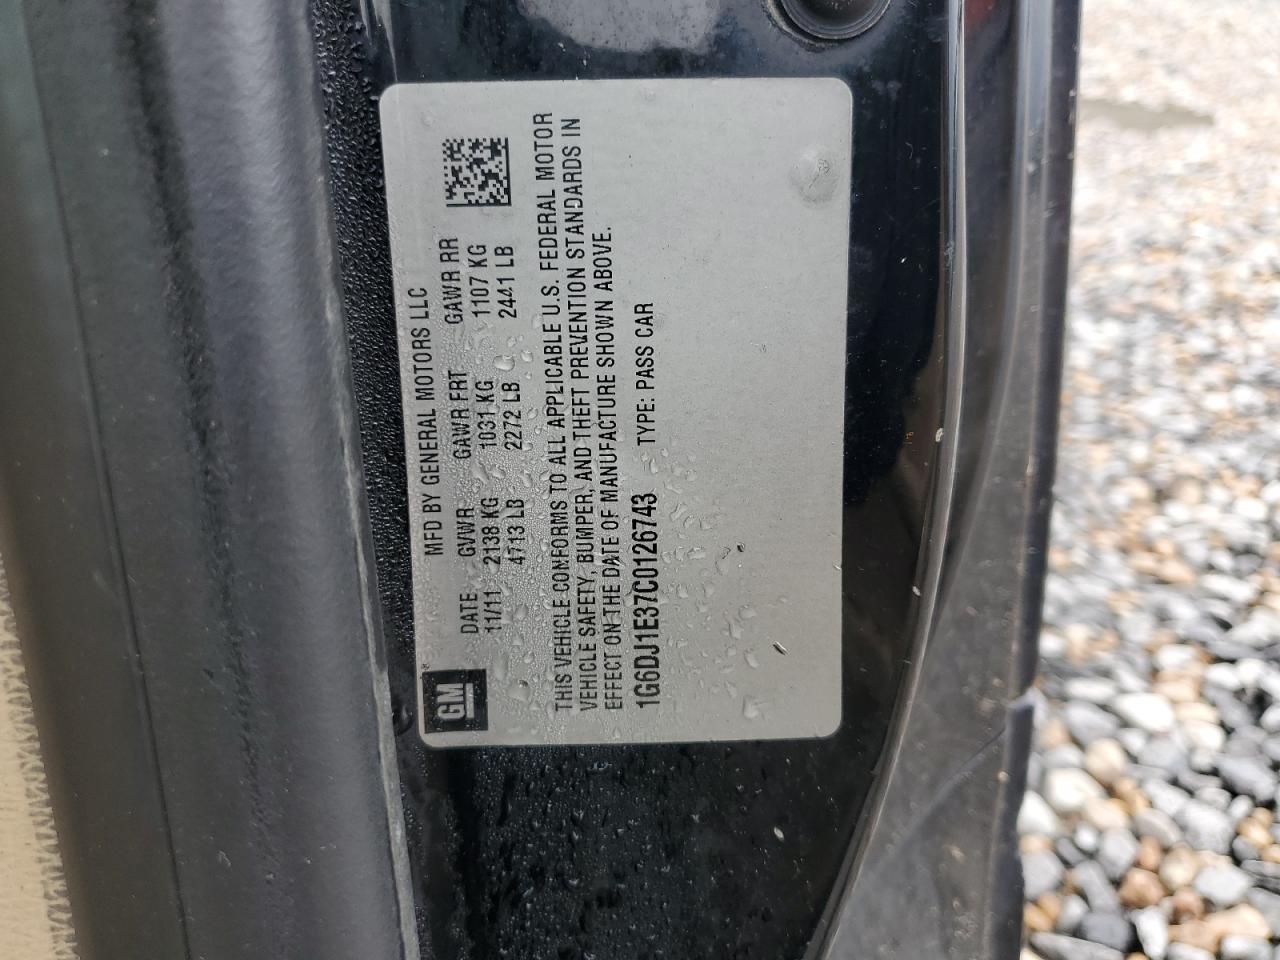 GM
MFD BY GENERAL MOTORS LLC
DATE GVWR GAWR FRT GAWR RR
11/11 2138 KG 1031 KG 1107 KG
4713 LB 2272 LB 2441 LB
THIS VEHICLE CONFORMS TO ALL APPLICABLE U.S. FEDERAL MOTOR
VEHICLE SAFETY, BUMPER, AND THEFT PREVENTION STANDARDS IN
EFFECT ON THE DATE OF MANUFACTURE SHOWN ABOVE.
1G6DJ1E37C0126743 TYPE: PASS CAR